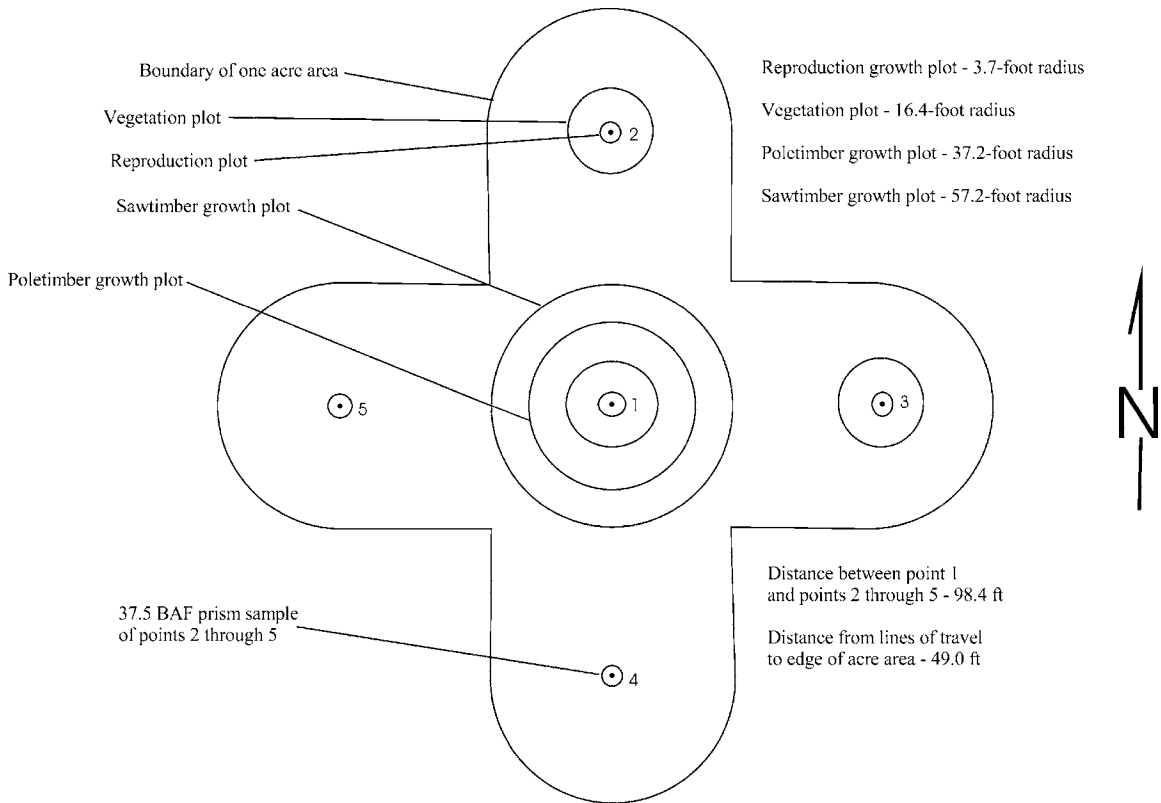 Boundary of one acre area
Vegetation plot
Reproduction plot
Sawtimber growth plot
Poletimber growth plot
2
Reproduction growth plot - 3.7-foot radius
Vegetation plot - 16.4-foot radius
Poletimber growth plot - 37.2-foot radius
Sawtimber growth plot - 57.2-foot radius
5
1
3
N
37.5 BAF prism sample
of points 2 through 5
4
Distance between point 1
and points 2 through 5 - 98.4 ft
Distance from lines of travel
to edge of acre area - 49.0 ft